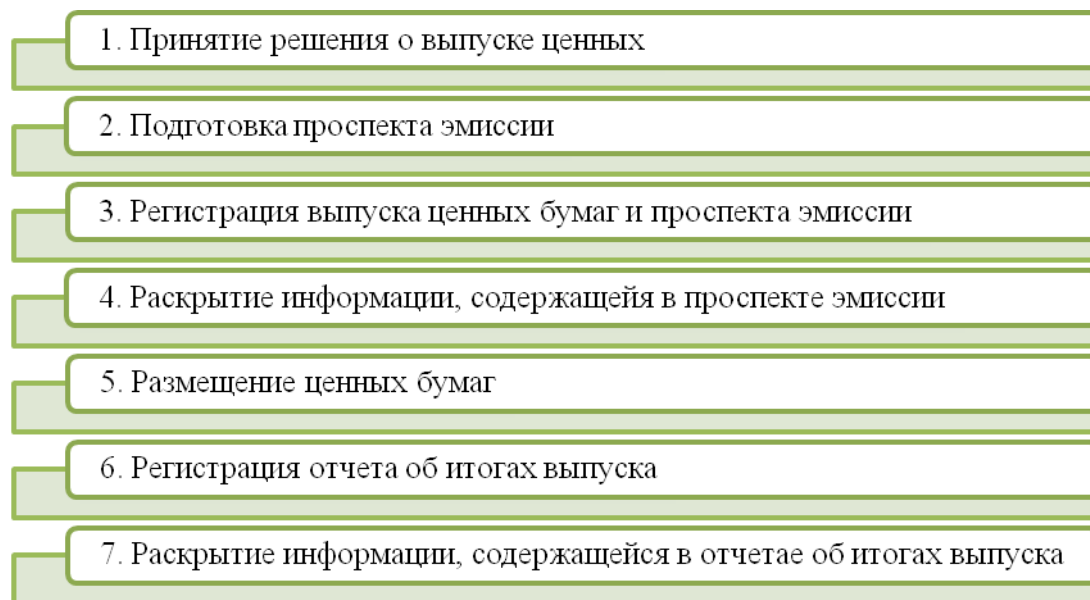 1. Принятие решения о выпуске ценных
2. Подготовка проспекта эмиссии
3. Регистрация выпуска ценных бумаг и проспекта эмиссии
4. Раскрытие информации, содержащейя в проспекте эмиссии
5. Размещение ценных бумаг
6. Регистрация отчета об итогах выпуска
7. Раскрытие информации, содержащейся в отчетае об итогах выпуска